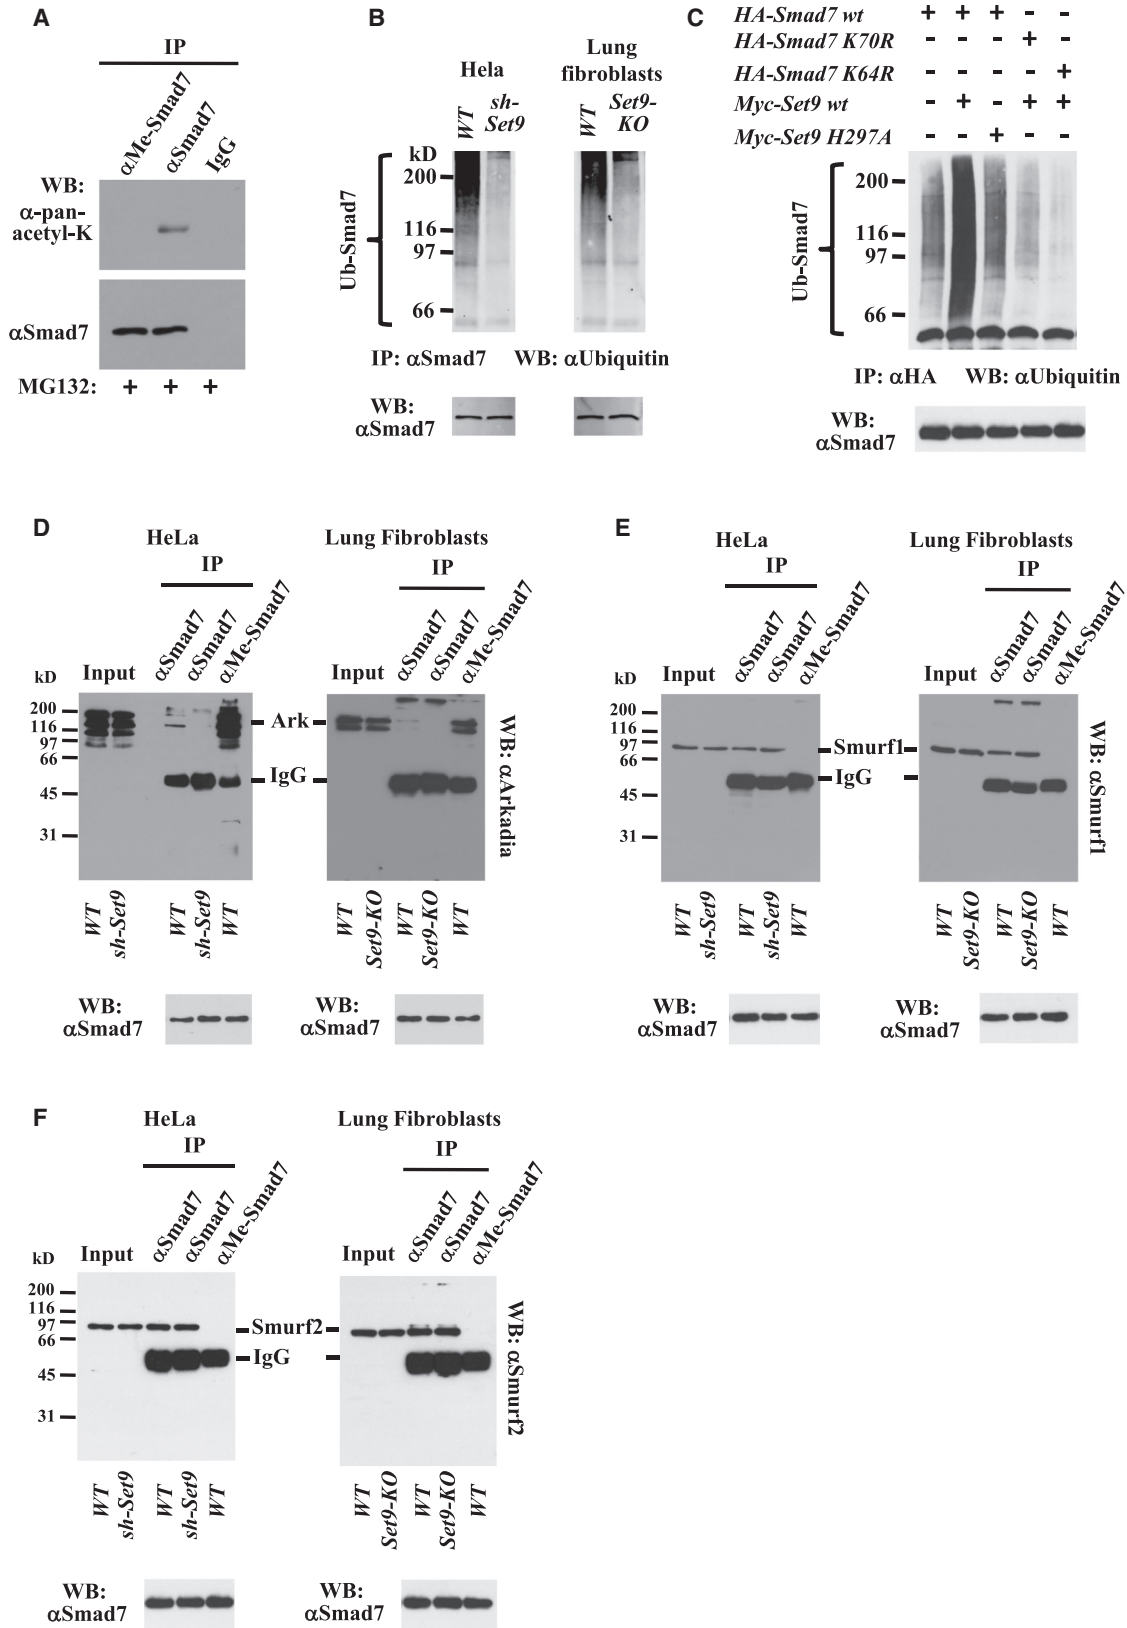 A
IP
αMe-Smad7
αSmad7
IgG
WB:
α-pan-
acetyl-K
αSmad7
MG132: + + +
B
Hela
Lung
fibroblasts
WT
sh-
Set9
WT
Set9-
KO
kD
200
116
97
66
Ub-Smad7
IP: αSmad7 WB: αUbiquitin
WB:
αSmad7
C
HA-Smad7 wt + + + - -
HA-Smad7 K70R - - - + -
HA-Smad7 K64R - - - - +
Myc-Set9 wt - + - + +
Myc-Set9 H297A - - + - -
200
116
97
66
Ub-Smad7
IP: αHA WB: αUbiquitin
WB:
αSmad7
D
HeLa
IP
Input
αSmad7
αSmad7
αMe-Smad7
kD
200
116
97
66
45
31
Ark
IgG
WT
sh-Set9
WT
sh-Set9
WT
WB:
αSmad7
Lung Fibroblasts
IP
Input
αSmad7
αSmad7
αMe-Smad7
WB: αArkadia
WT
Set9-KO
WT
Set9-KO
WT
WB:
αSmad7
E
HeLa
IP
Input
αSmad7
αSmad7
αMe-Smad7
kD
200
116
97
66
45
31
Smurf1
IgG
WT
sh-Set9
WT
sh-Set9
WT
WB:
αSmad7
Lung Fibroblasts
IP
Input
αSmad7
αSmad7
αMe-Smad7
WB: αSmurf1
WT
Set9-KO
WT
Set9-KO
WT
WB:
αSmad7
F
HeLa
IP
Input
αSmad7
αSmad7
αMe-Smad7
kD
200
116
97
66
45
31
Smurf2
IgG
WT
sh-Set9
WT
sh-Set9
WT
WB:
αSmad7
Lung Fibroblasts
IP
Input
αSmad7
αSmad7
αMe-Smad7
WB: αSmurf2
WT
Set9-KO
WT
Set9-KO
WT
WB:
αSmad7